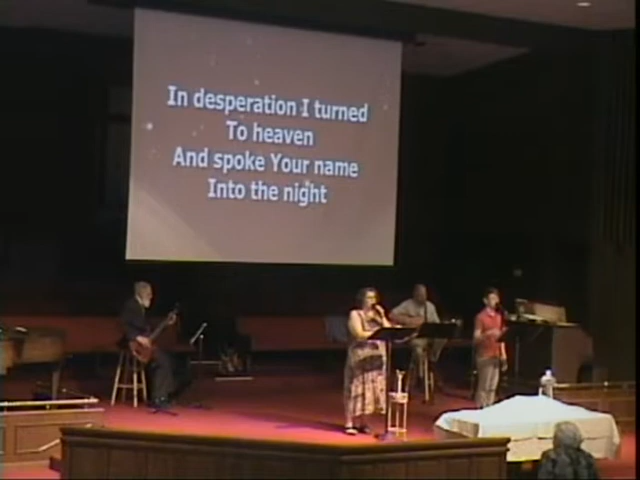 In desperation I turned
To heaven
And spoke Your name
Into the night